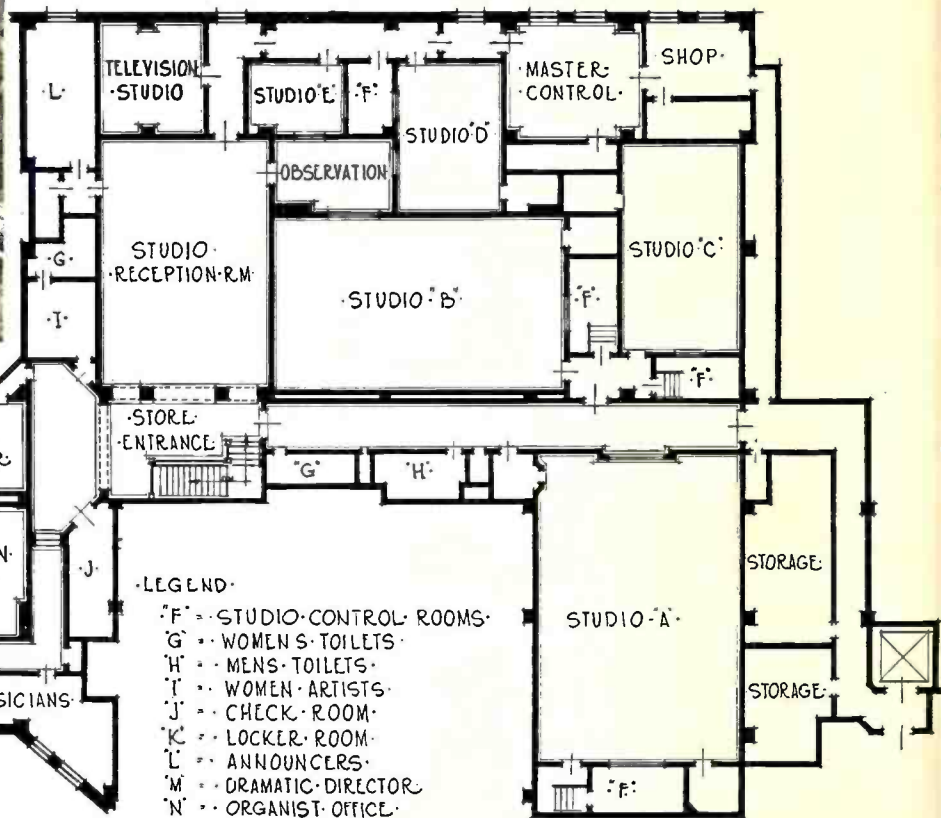 ·L·
TELEVISION
·STUDIO
STUDIO "E"
"F"
STUDIO "D"
MASTER·
CONTROL·
SHOP·
OBSERVATION
STUDIO·
·RECEPTION·RM·
·STUDIO·"B"
STUDIO "C"
·G·
·I·
"F"
"F"
·STORE·
·ENTRANCE·
"G"
"H"
R·
N·
·J·
STORAGE
STUDIO·"A"
STORAGE·
SICIANS·
"F"
·LEGEND·
"F" = ·STUDIO·CONTROL·ROOMS·
"G" = ·WOMENS·TOILETS·
"H" = ·MENS·TOILETS·
"I" = ·WOMEN·ARTISTS·
"J" = ·CHECK·ROOM·
"K" = ·LOCKER·ROOM·
"L" = ·ANNOUNCERS·
"M" = ·DRAMATIC·DIRECTOR·
"N" = ·ORGANIST·OFFICE·